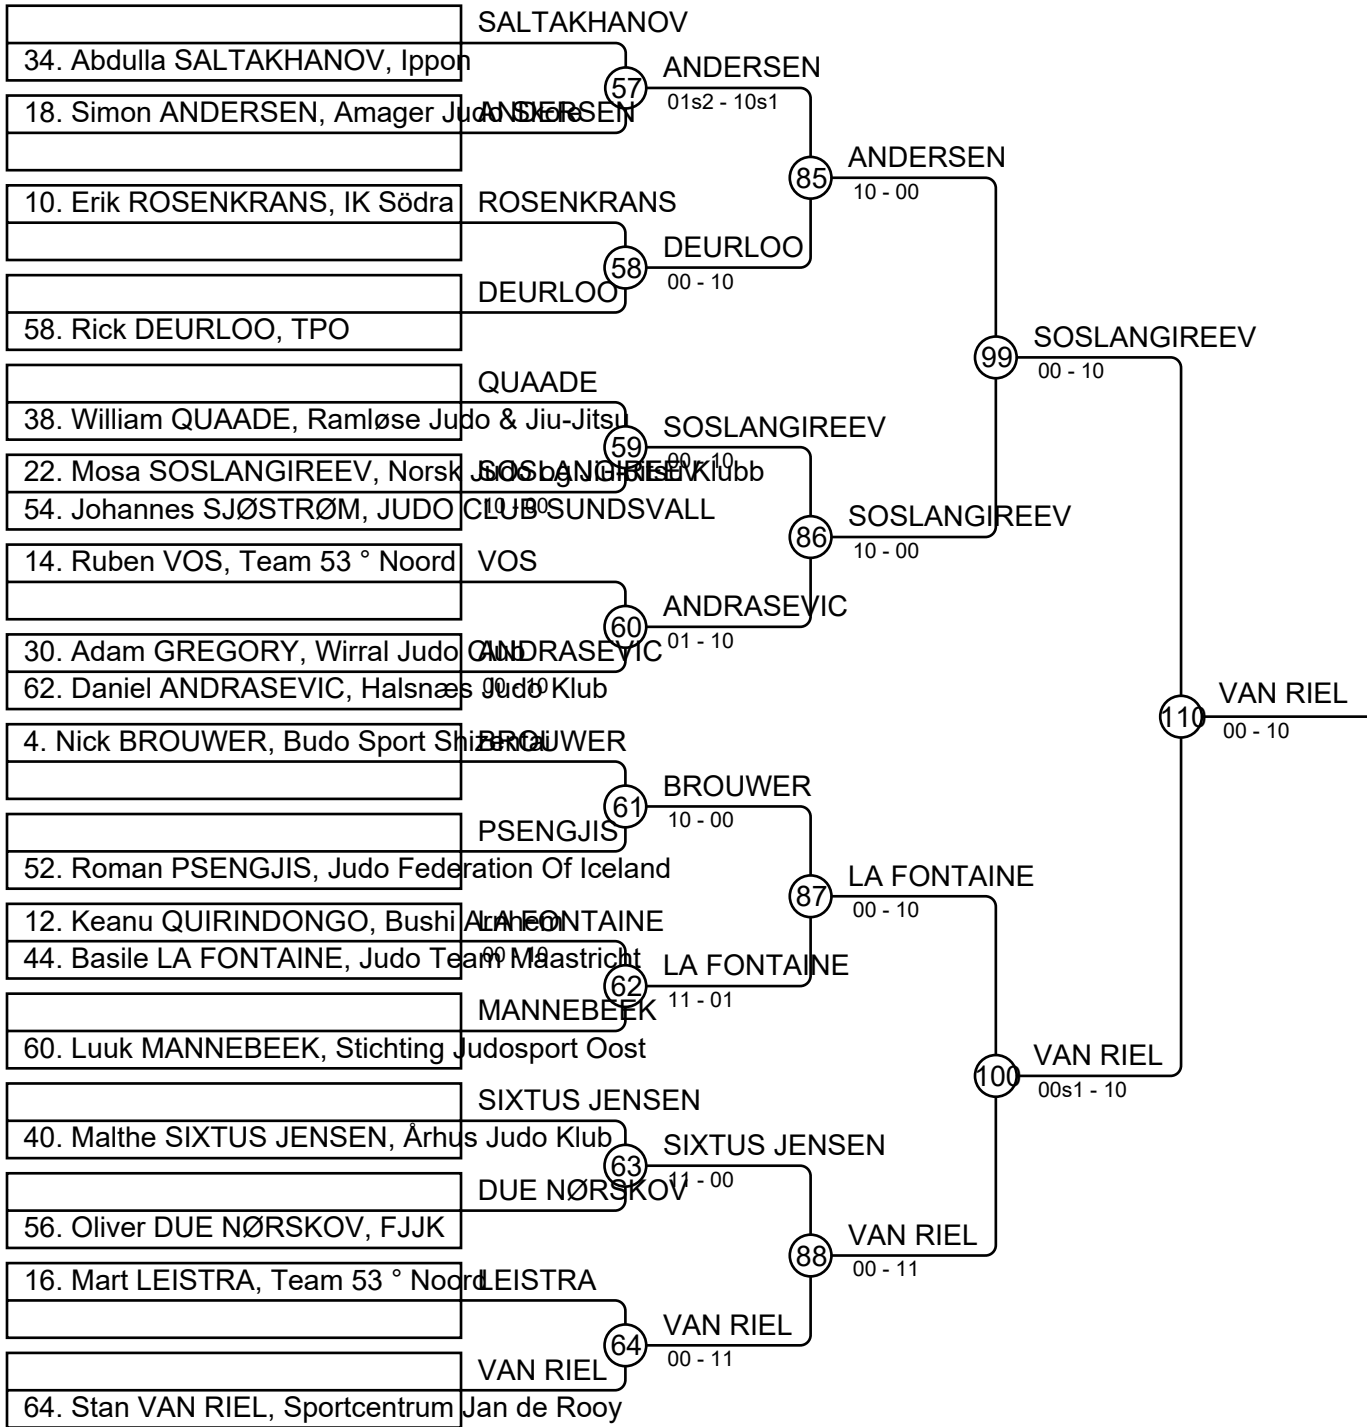 SALTAKHANOV
34. Abdulla SALTAKHANOV, Ippon
57
ANDERSEN
01s2 - 10s1
18. Simon ANDERSEN, Amager Judo Skole
ANDERSEN
85
ANDERSEN
10 - 00
10. Erik ROSENKRANS, IK Södra
ROSENKRANS
58
DEURLOO
00 - 10
DEURLOO
58. Rick DEURLOO, TPO
99
SOSLANGIREEV
00 - 10
QUAADE
38. William QUAADE, Ramløse Judo & Jiu-Jitsu
59
SOSLANGIREEV
00 - 10
22. Mosa SOSLANGIREEV, Norsk Judo og Ju-Jitsu Klubb
SOSLANGIREEV
10 - 00
54. Johannes SJØSTRØM, JUDO CLUB SUNDSVALL
86
SOSLANGIREEV
10 - 00
14. Ruben VOS, Team 53 ° Noord
VOS
60
ANDRASEVIC
01 - 10
30. Adam GREGORY, Wirral Judo Club
ANDRASEVIC
00 - 10
62. Daniel ANDRASEVIC, Halsnæs Judo Klub
110
VAN RIEL
00 - 10
4. Nick BROUWER, Budo Sport Shizentai
BROUWER
61
BROUWER
10 - 00
PSENGJIS
52. Roman PSENGJIS, Judo Federation Of Iceland
87
LA FONTAINE
00 - 10
12. Keanu QUIRINDONGO, Bushi Arnhem
LA FONTAINE
00 - 10
44. Basile LA FONTAINE, Judo Team Maastricht
62
LA FONTAINE
11 - 01
MANNEBEEK
60. Luuk MANNEBEEK, Stichting Judosport Oost
100
VAN RIEL
00s1 - 10
SIXTUS JENSEN
40. Malthe SIXTUS JENSEN, Århus Judo Klub
63
SIXTUS JENSEN
11 - 00
DUE NØRSKOV
56. Oliver DUE NØRSKOV, FJJK
88
VAN RIEL
00 - 11
16. Mart LEISTRA, Team 53 ° Noord
LEISTRA
64
VAN RIEL
00 - 11
VAN RIEL
64. Stan VAN RIEL, Sportcentrum Jan de Rooy